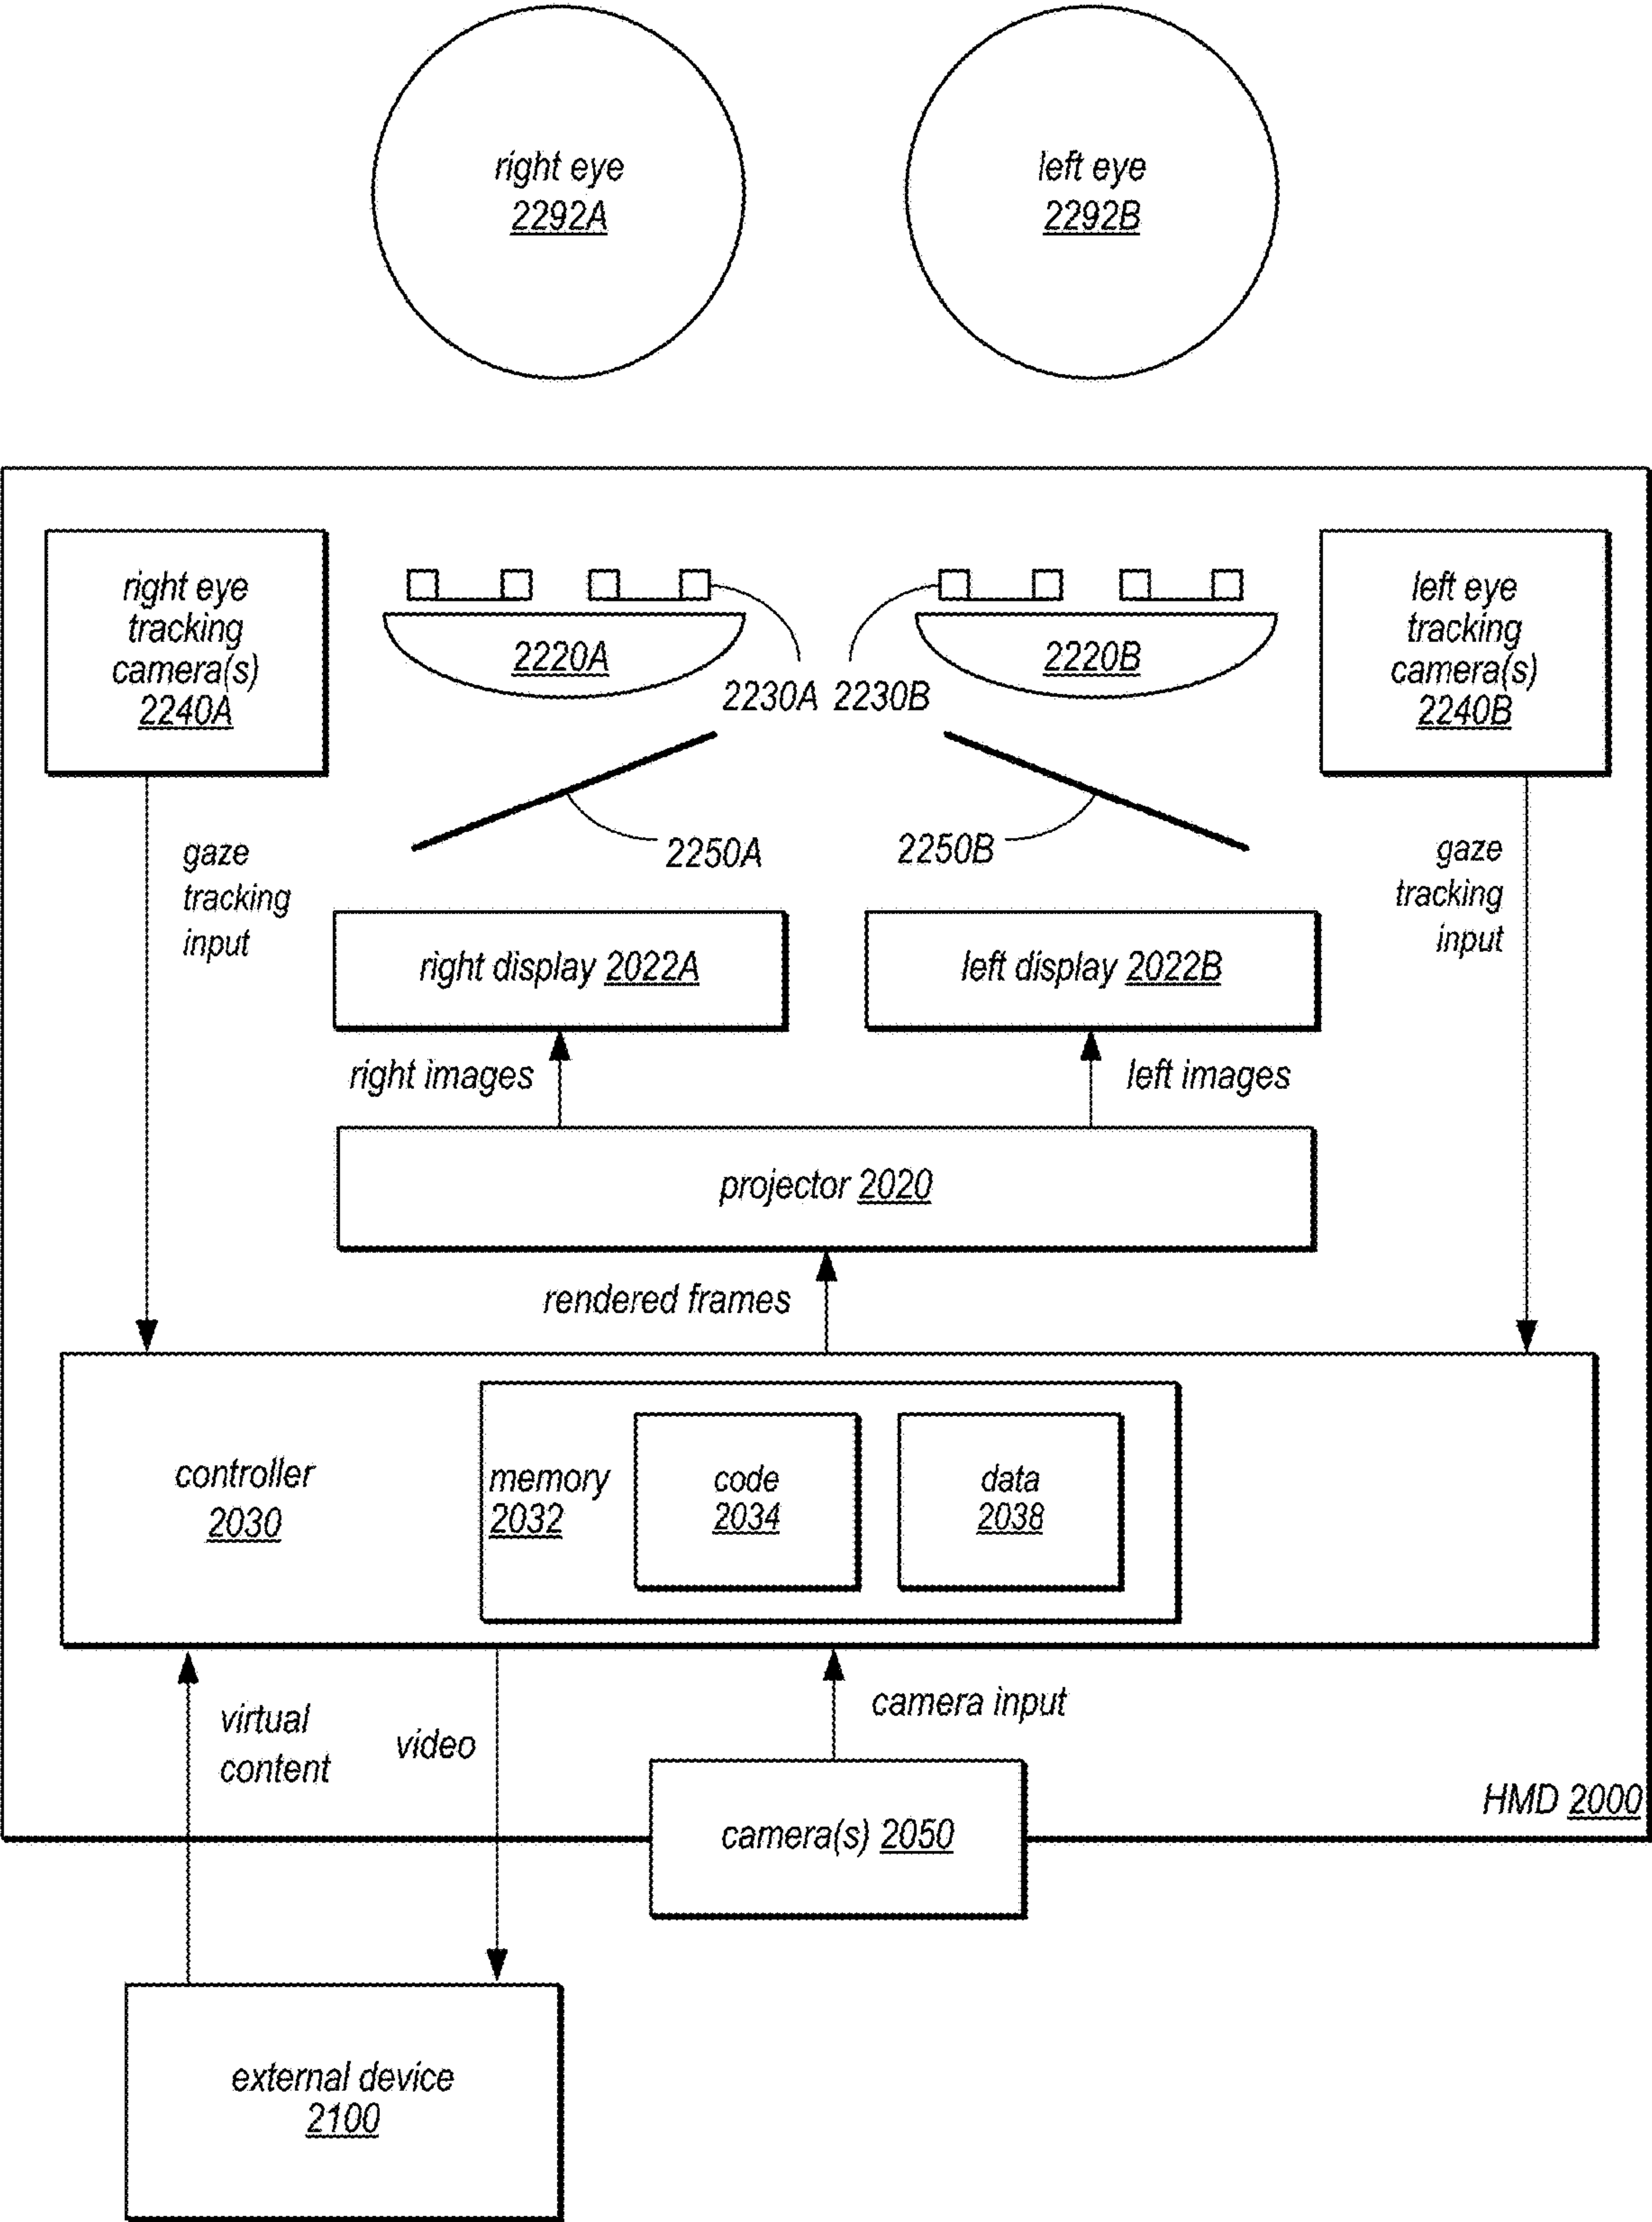 right eye
2292A
left eye
2292B
right eye
tracking
camera(s)
2240A
2220A
2230A
2230B
2220B
left eye
tracking
camera(s)
2240B
2250A
2250B
gaze
tracking
input
gaze
tracking
input
right display 2022A
left display 2022B
right images
left images
projector 2020
rendered frames
controller
2030
memory
2032
code
2034
data
2038
virtual
content
video
camera input
camera(s) 2050
HMD 2000
external device
2100